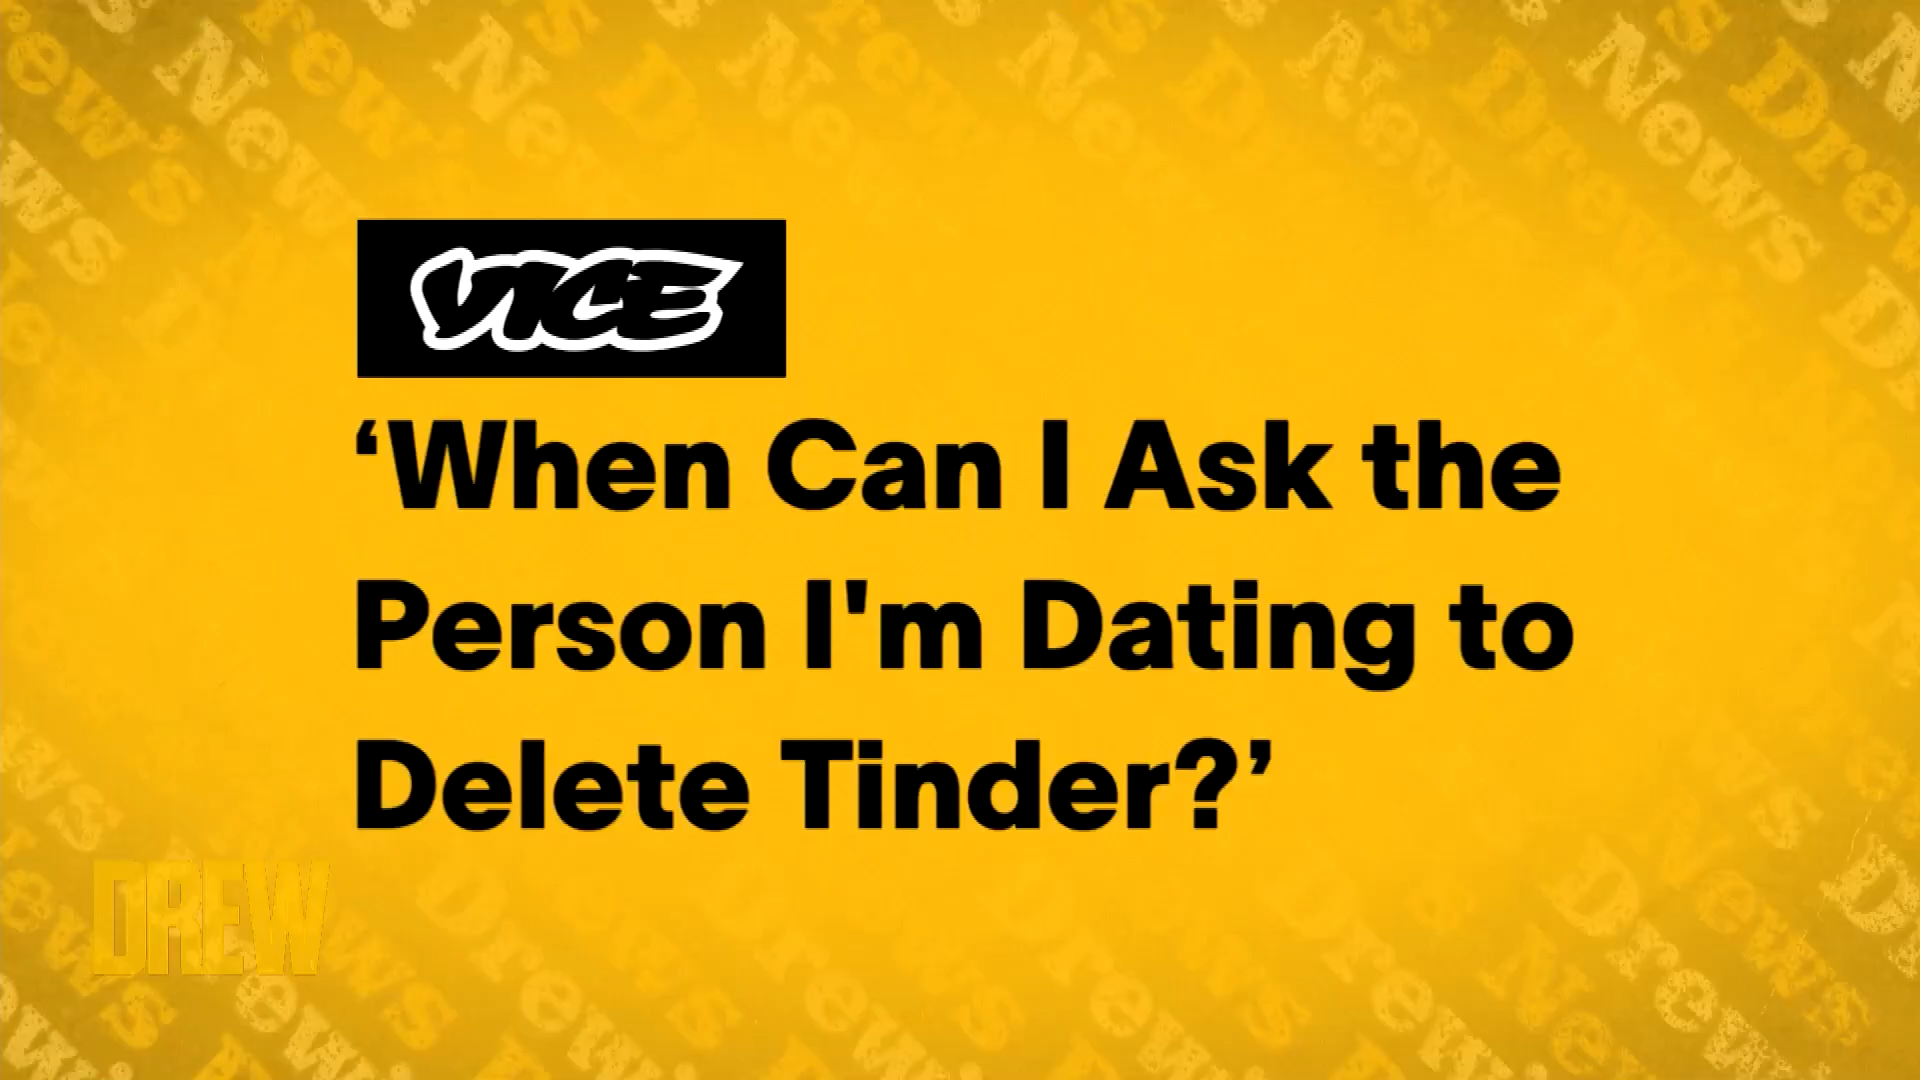 VICE
‘When Can I Ask the
Person I'm Dating to
Delete Tinder?’
DREW